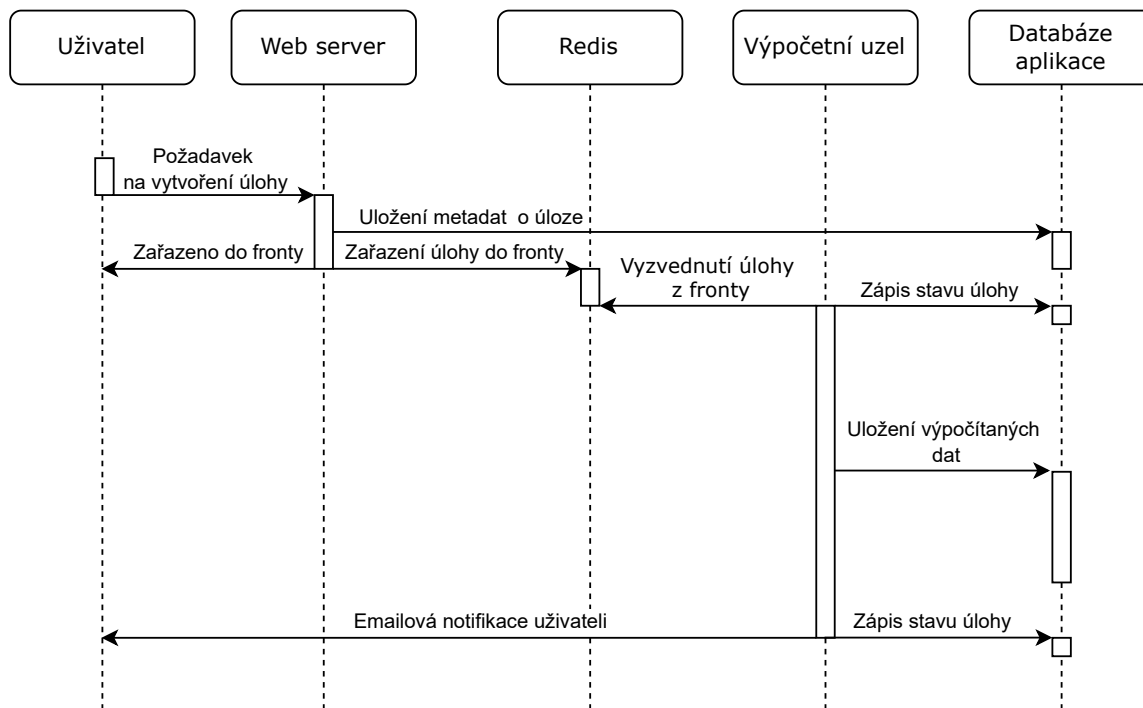 Uživatel
Web server
Redis
Výpočetní uzel
Databáze
aplikace
Požadavek
na vytvoření úlohy
Uložení metadat o úloze
Zařazeno do fronty
Zařazení úlohy do fronty
Vyzvednutí úlohy
z fronty
Zápis stavu úlohy
Uložení výpočítaných
dat
Emailová notifikace uživateli
Zápis stavu úlohy